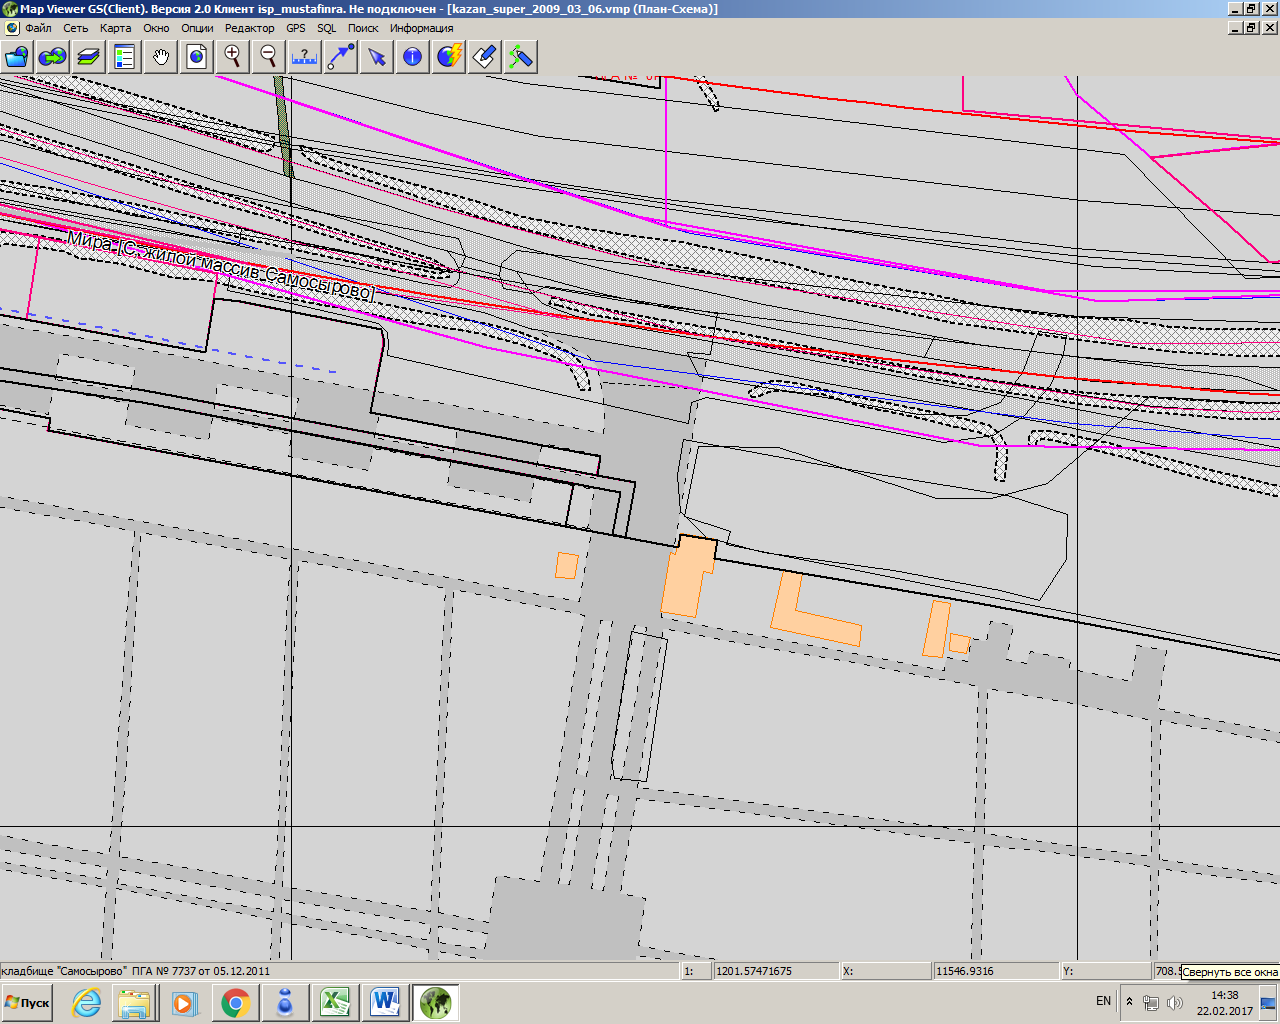 Map Viewer GS(Client). Версия 2.0 Клиент isp_mustafinra. Не подключен - [kazan_super_2009_03_06.vmp (План-Схема)]
Файл Сеть Карта Окно Опции Редактор GPS SQL Поиск Информация
Мира [С. жилой массив Самосырово]
кладбище "Самосырово" ПГА № 7737 от 05.12.2011 1: 1201.57471675 X: 11546.9316 Y:
Свернуть все окна
Пуск EN 14:38
22.02.2017